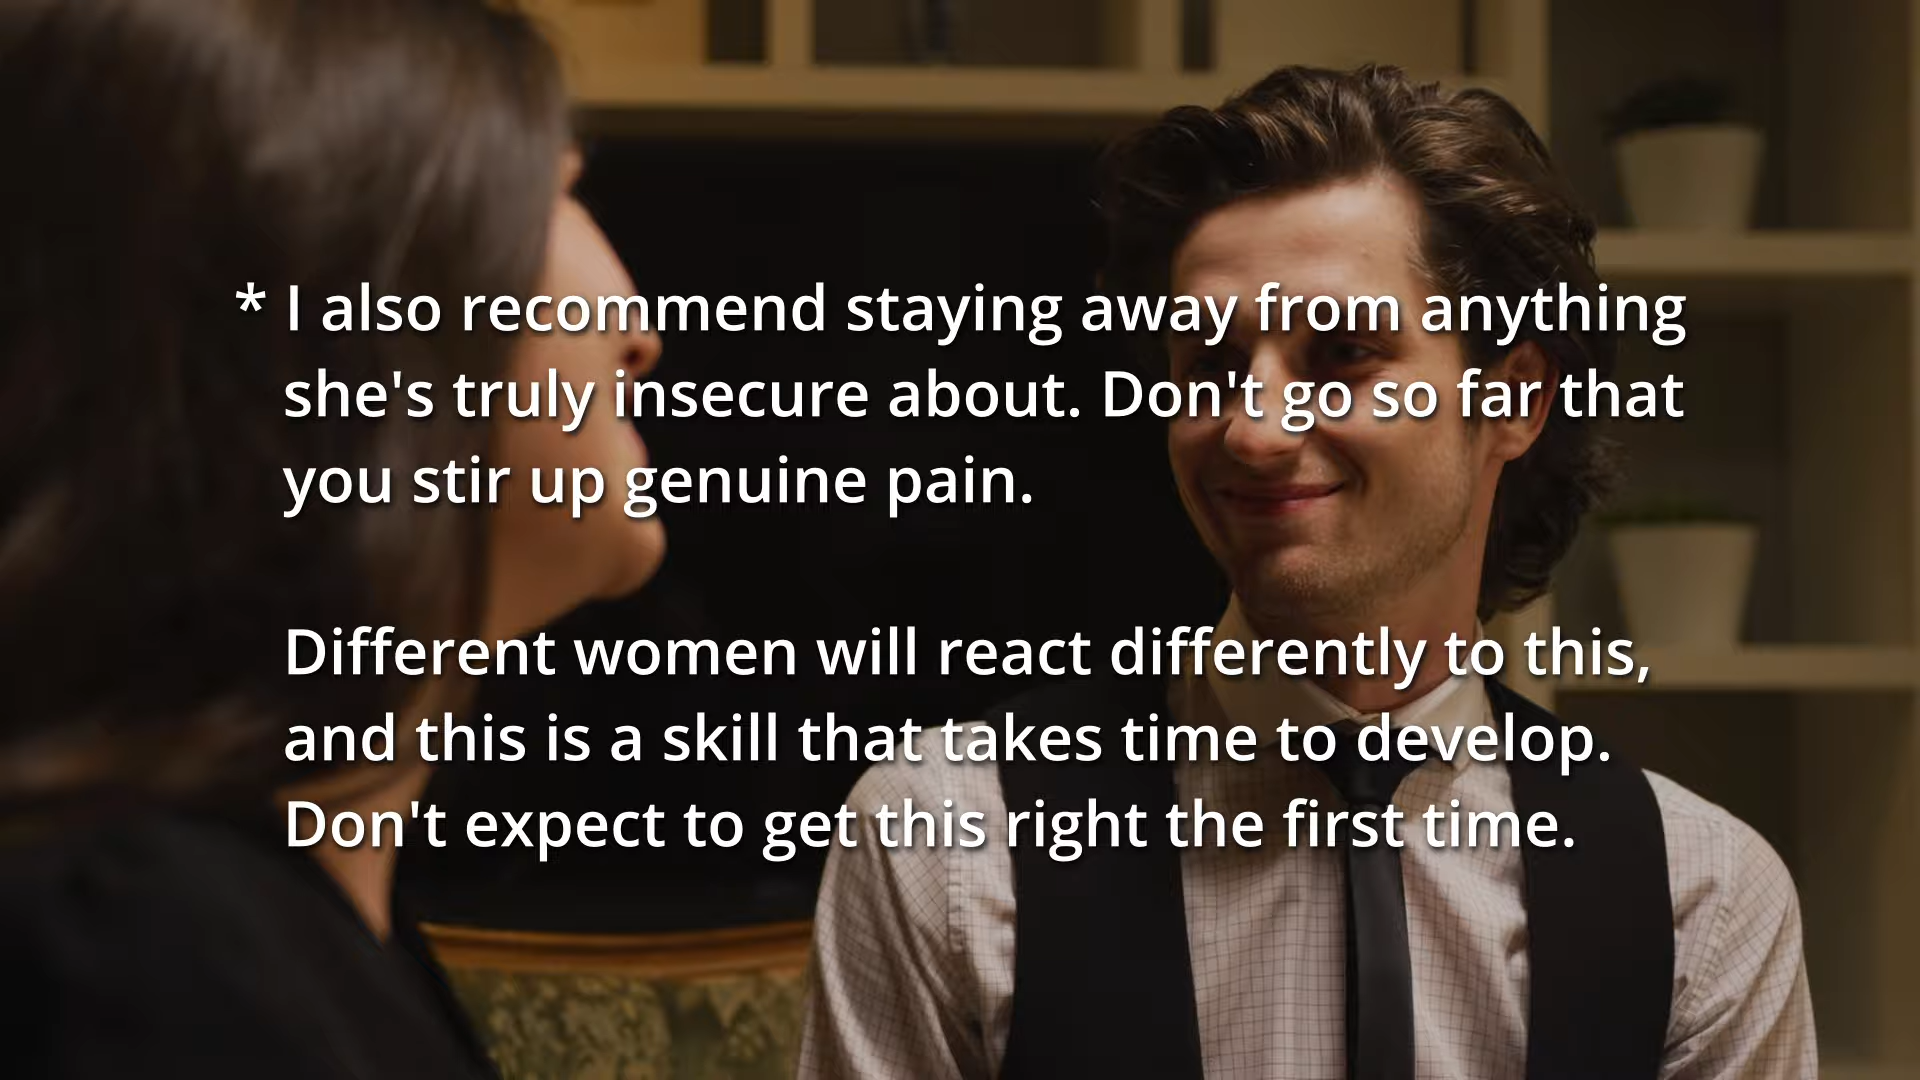 * I also recommend staying away from anything
she's truly insecure about. Don't go so far that
you stir up genuine pain.
Different women will react differently to this,
and this is a skill that takes time to develop.
Don't expect to get this right the first time.